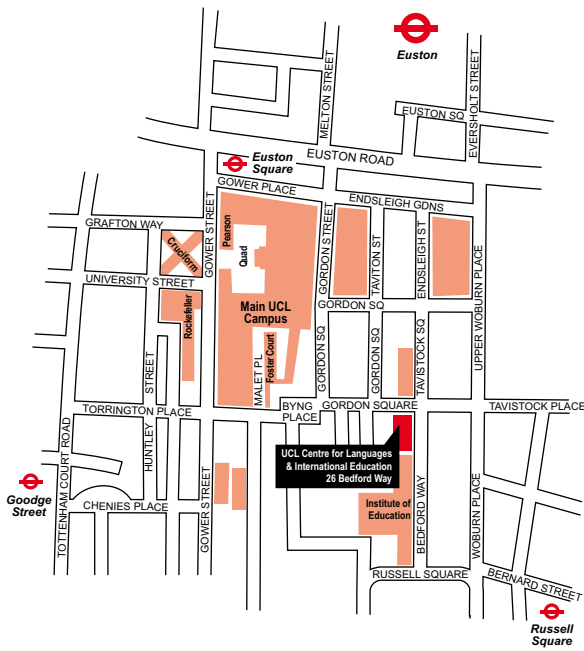 Euston
EVERSHOLT STREET
MELTON STREET
EUSTON SQ
EUSTON ROAD
Euston
Square
GOWER PLACE
ENDSLEIGH GDNS
GRAFTON WAY
Cruciform
GOWER STREET
Pearson
Quad
GORDON STREET
TAVITON ST
ENDSLEIGH ST
UPPER WOBURN PLACE
UNIVERSITY STREET
Rockefeller
Main UCL
Campus
GORDON SQ
Foster Court
MALET PL
GORDON SQ
GORDON SQ
TAVISTOCK SQ
HUNTLEY STREET
TORRINGTON PLACE
BYNG
PLACE
GORDON SQUARE
TAVISTOCK PLACE
TOTTENHAM COURT ROAD
UCL Centre for Languages
& International Education
26 Bedford Way
Goodge
Street
CHENIES PLACE
GOWER STREET
Institute of
Education
BEDFORD WAY
WOBURN PLACE
RUSSELL SQUARE
BERNARD STREET
Russell
Square